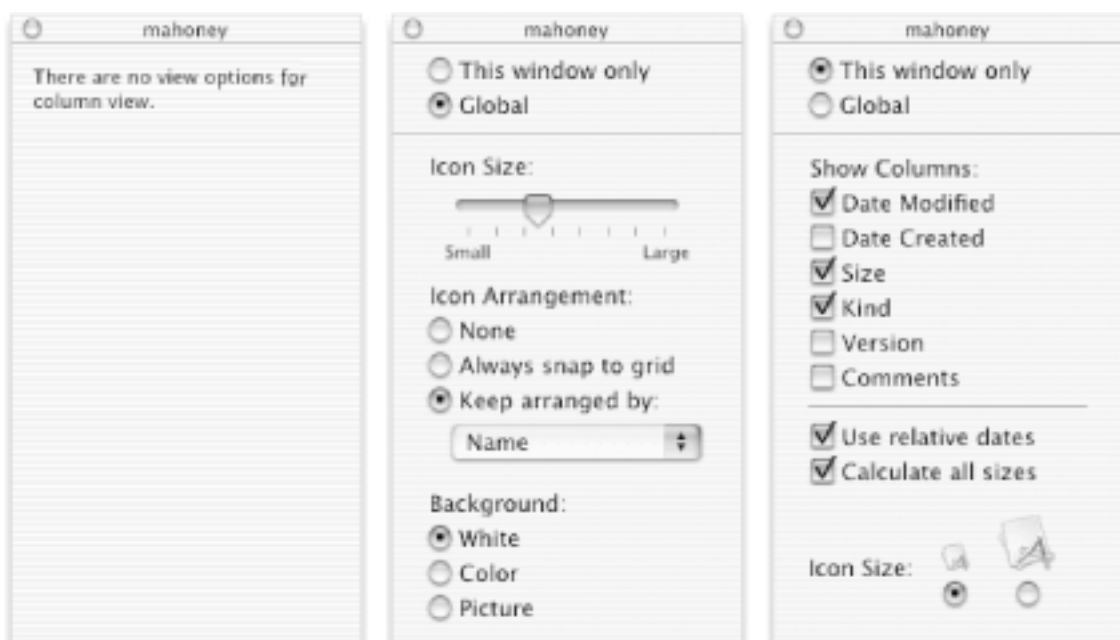 mahoney
There are no view options for
column view.
mahoney
This window only
Global
Icon Size:
Small Large
Icon Arrangement:
None
Always snap to grid
Keep arranged by:
Name
Background:
White
Color
Picture
mahoney
This window only
Global
Show Columns:
Date Modified
Date Created
Size
Kind
Version
Comments
Use relative dates
Calculate all sizes
Icon Size: